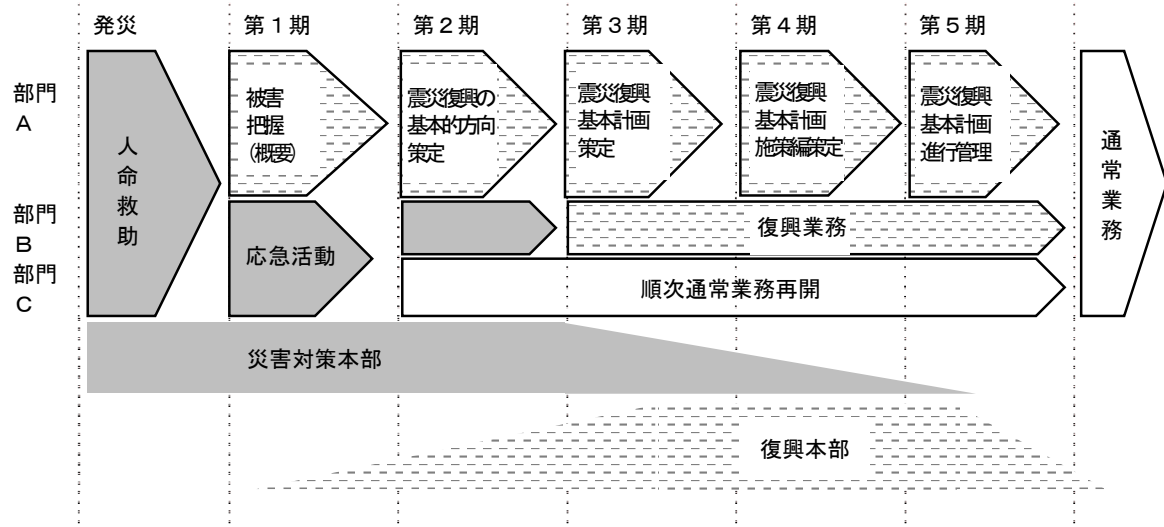 発災
第１期
第２期
第３期
第４期
第５期
部門
Ａ
人命救助
被害
把握
（概要）
震災復興の
基本的方向
策定
震災復興
基本計画
策定
震災復興
基本計画
施策編策定
震災復興
基本計画
進行管理
通常業務
部門
Ｂ
部門
Ｃ
応急活動
復興業務
順次通常業務再開
災害対策本部
復興本部